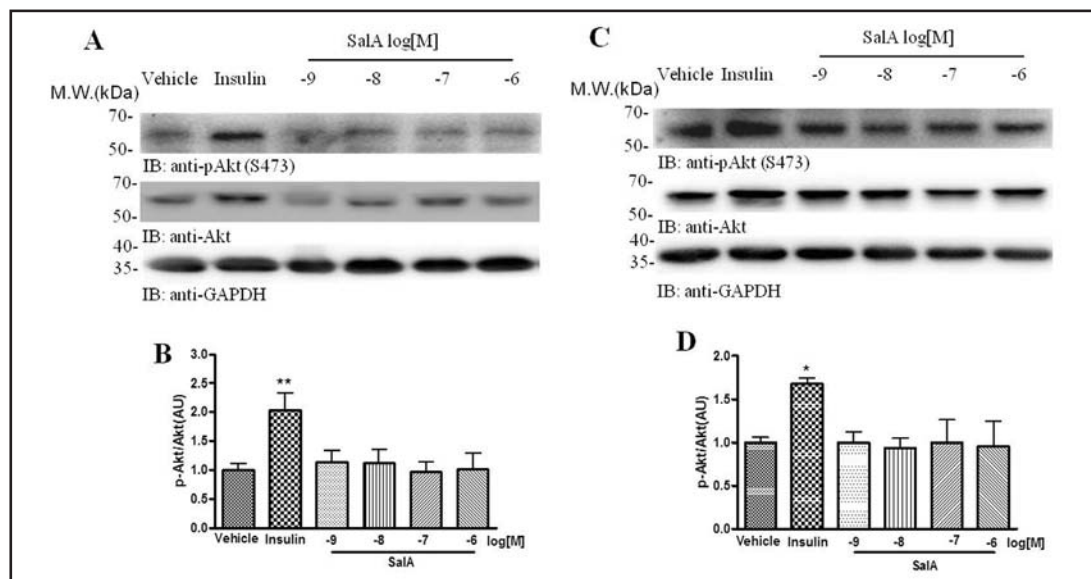 A
SalA log[M]
Vehicle Insulin -9 -8 -7 -6
M.W.(kDa)
70-
50-
IB: anti-pAkt (S473)
70-
50-
IB: anti-Akt
40-
35-
IB: anti-GAPDH
C
SalA log[M]
Vehicle Insulin -9 -8 -7 -6
M.W.(kDa)
70-
50-
IB: anti-pAkt (S473)
70-
50-
IB: anti-Akt
40-
35-
IB: anti-GAPDH
B
p-Akt/Akt(AU)
3.0
2.5
2.0
1.5
1.0
0.5
0.0
**
Vehicle Insulin -9 -8 -7 -6 log[M]
SalA
D
p-Akt/Akt(AU)
2.0
1.5
1.0
0.5
0.0
*
Vehicle Insulin -9 -8 -7 -6 log[M]
SalA